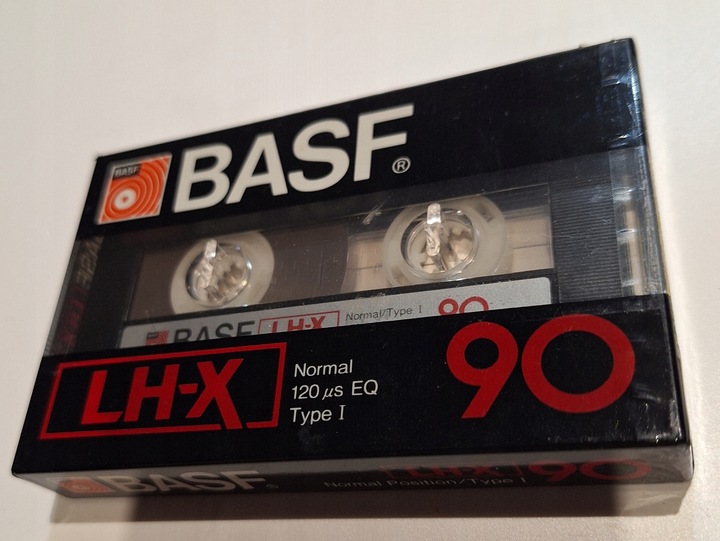 BASF
BASF®
BASF LH-X Normal/Type I 90
LH-X
Normal
120 μs EQ
Type I
90
BASF LH-X 90
Normal Position/Type I